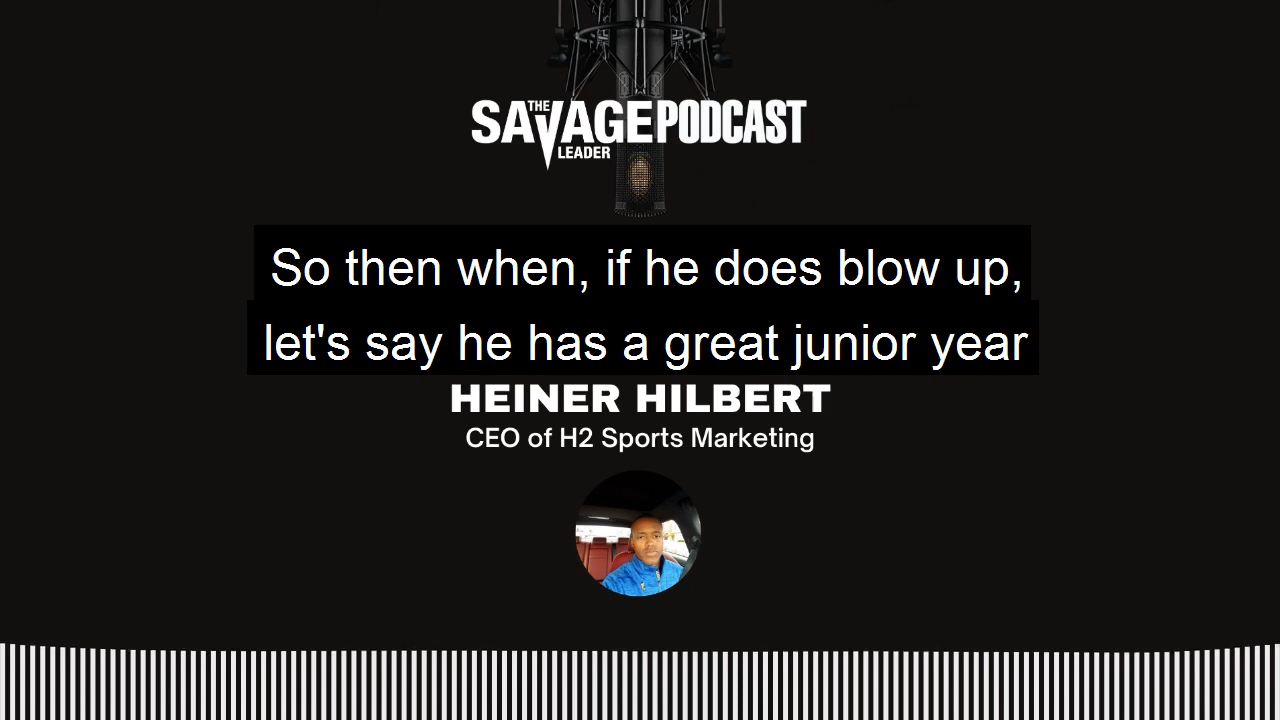 THE SAVAGE PODCAST
LEADER
So then when, if he does blow up,
let's say he has a great junior year
HEINER HILBERT
CEO of H2 Sports Marketing